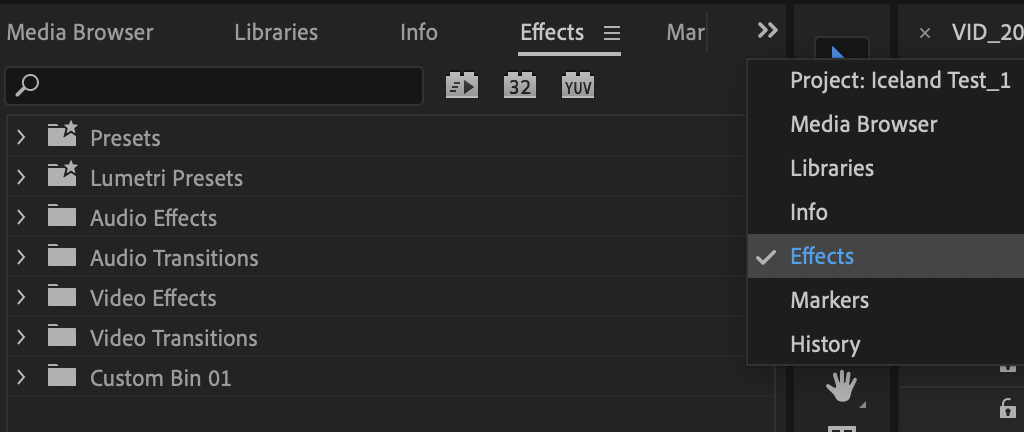 Media Browser
Libraries
Info
Effects
Mar
VID_20
32
YUV
Presets
Lumetri Presets
Audio Effects
Audio Transitions
Video Effects
Video Transitions
Custom Bin 01
Project: Iceland Test_1
Media Browser
Libraries
Info
Effects
Markers
History